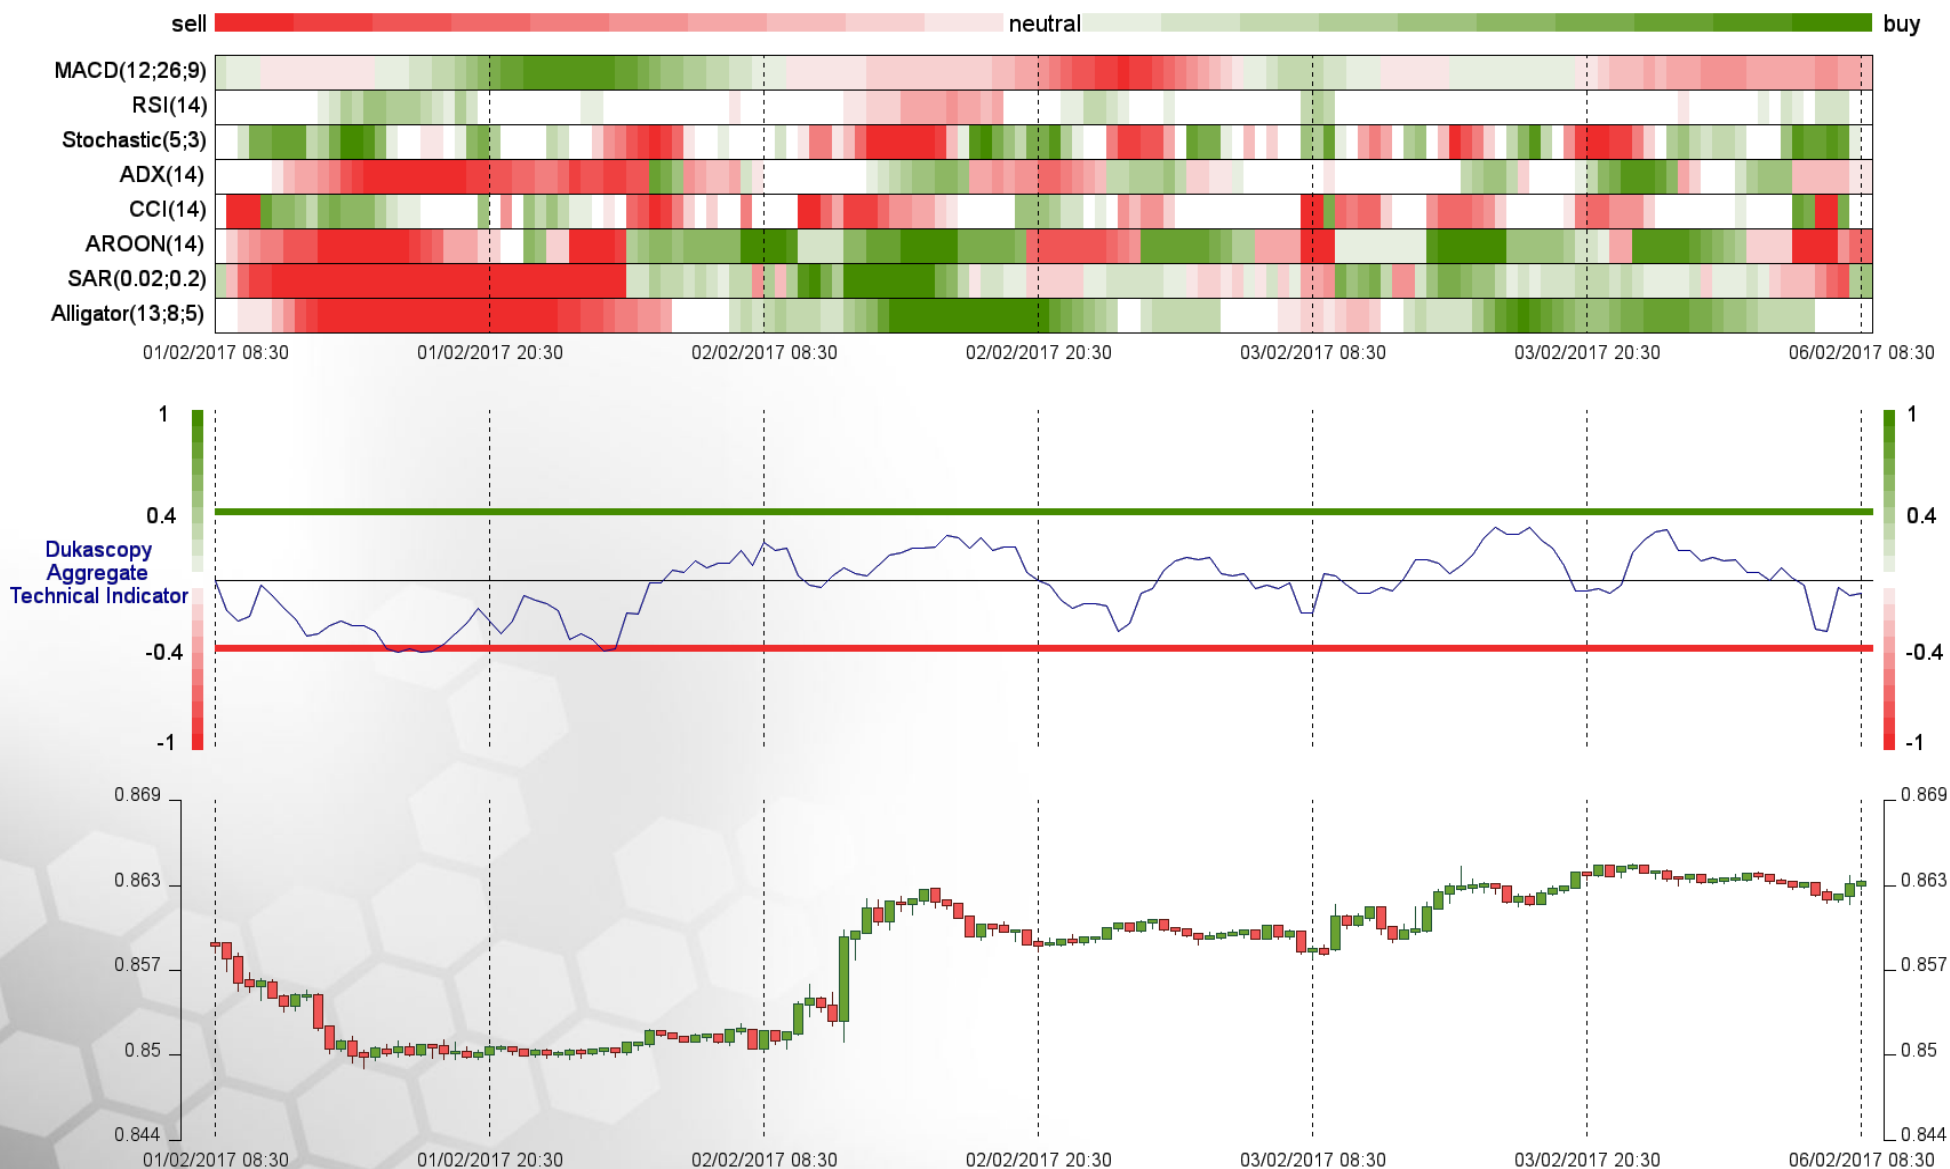 sell neutral buy
MACD(12;26;9)
RSI(14)
Stochastic(5;3)
ADX(14)
CCI(14)
AROON(14)
SAR(0.02;0.2)
Alligator(13;8;5)
01/02/2017 08:30 01/02/2017 20:30 02/02/2017 08:30 02/02/2017 20:30 03/02/2017 08:30 03/02/2017 20:30 06/02/2017 08:30
1 1
0.4 0.4
Dukascopy
Aggregate
Technical Indicator
-0.4 -0.4
-1 -1
0.869 0.869
0.863 0.863
0.857 0.857
0.85 0.85
0.844 0.844
01/02/2017 08:30 01/02/2017 20:30 02/02/2017 08:30 02/02/2017 20:30 03/02/2017 08:30 03/02/2017 20:30 06/02/2017 08:30